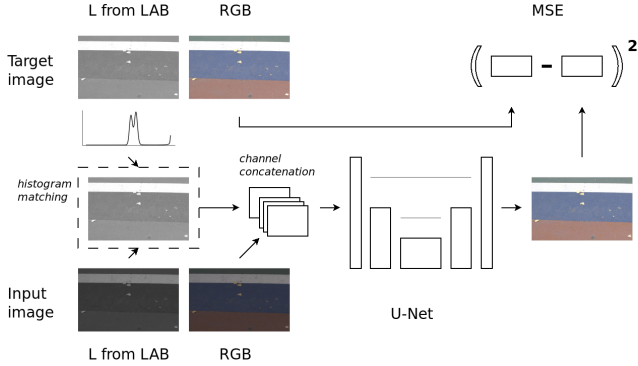 L from LAB
RGB
MSE
Target
image
2
histogram
matching
channel
concatenation
Input
image
U-Net
L from LAB
RGB